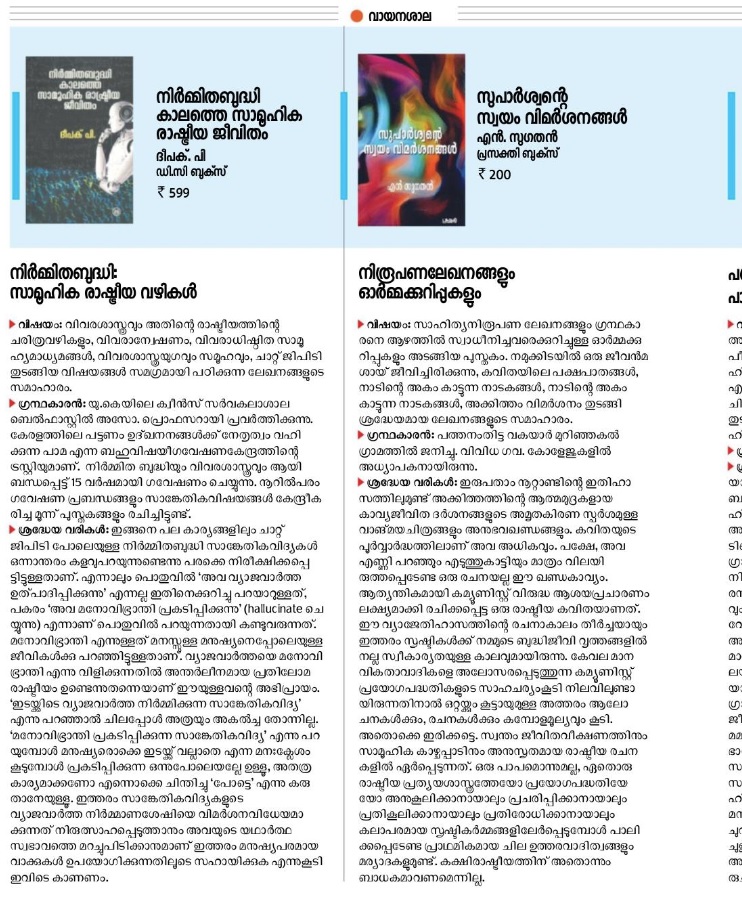 വായനശാല
നിർമ്മിതബുദ്ധി
കാലത്തെ
സാമൂഹിക രാഷ്ട്രീയ
ജീവിതം
ദീപക് പി.
നിർമ്മിതബുദ്ധി
കാലത്തെ സാമൂഹിക
രാഷ്ട്രീയ ജീവിതം
ദീപക്. പി
ഡി.സി ബുക്സ്
₹ 599
നിർമ്മിതബുദ്ധി:
സാമൂഹിക രാഷ്ട്രീയ വഴികൾ
വിഷയം: വിവരശാസ്ത്രവും അതിന്റെ രാഷ്ട്രീയത്തിന്റെ
ചരിത്രവഴികളും, വിവരാന്വേഷണം, വിവരാധിഷ്ഠിത സാമൂ
ഹ്യമാധ്യമങ്ങൾ, വിവരശാസ്ത്രയുഗവും സമൂഹവും, ചാറ്റ് ജിപിടി
തുടങ്ങിയ വിഷയങ്ങൾ സമഗ്രമായി പഠിക്കുന്ന ലേഖനങ്ങളുടെ
സമാഹാരം.
ഗ്രന്ഥകാരൻ: യു.കെയിലെ ക്വീൻസ് സർവകലാശാല
ബെൽഫാസ്റ്റിൽ അസോ. പ്രൊഫസറായി പ്രവർത്തിക്കുന്നു.
കേരളത്തിലെ പട്ടണം ഉദ്ഖനനങ്ങൾക്ക് നേതൃത്വം വഹി
ക്കുന്ന പാമ എന്ന ബഹുവിഷയീഗവേഷണകേന്ദ്രത്തിന്റെ
ട്രസ്റ്റിയുമാണ്. നിർമ്മിത ബുദ്ധിയും വിവരശാസ്ത്രവും ആയി
ബന്ധപ്പെട്ട് 15 വർഷമായി ഗവേഷണം ചെയ്യുന്നു. നൂറിൽപരം
ഗവേഷണ പ്രബന്ധങ്ങളും സാങ്കേതികവിഷയങ്ങൾ കേന്ദ്രീക
രിച്ച മൂന്ന് പുസ്തകങ്ങളും രചിച്ചിട്ടുണ്ട്.
ശ്രദ്ധേയ വരികൾ: ഇങ്ങനെ പല കാര്യങ്ങളിലും ചാറ്റ്
ജിപിടി പോലെയുള്ള നിർമ്മിതബുദ്ധി സാങ്കേതികവിദ്യകൾ
ഒന്നാന്തരം കളവുപറയുന്നുണ്ടെന്നു പരക്കെ നിരീക്ഷിക്കപ്പെ
ട്ടിട്ടുള്ളതാണ്. എന്നാലും പൊതുവിൽ 'അവ വ്യാജവാർത്ത
ഉത്പാദിപ്പിക്കുന്നു' എന്നല്ല ഇതിനെക്കുറിച്ചു പറയാറുള്ളത്,
പകരം 'അവ മനോവിഭ്രാന്തി പ്രകടിപ്പിക്കുന്നു' (hallucinate ചെ
യ്യുന്നു) എന്നാണ് പൊതുവിൽ പറയുന്നതായി കണ്ടുവരുന്നത്.
മനോവിഭ്രാന്തി എന്നുള്ളത് മനസ്സുള്ള മനുഷ്യനെപ്പോലെയുള്ള
ജീവികൾക്കു പറഞ്ഞിട്ടുള്ളതാണ്. വ്യാജവാർത്തയെ മനോവി
ഭ്രാന്തി എന്നു വിളിക്കുന്നതിൽ അന്തർലീനമായ പ്രതിലോമ
രാഷ്ട്രീയം ഉണ്ടെന്നുതന്നെയാണ് ഈയുള്ളവന്റെ അഭിപ്രായം.
'ഇടയ്ക്കിടെ വ്യാജവാർത്ത നിർമ്മിക്കുന്ന സാങ്കേതികവിദ്യ'
എന്നു പറഞ്ഞാൽ ചിലപ്പോൾ അത്രയും അകൽച്ച തോന്നില്ല.
'മനോവിഭ്രാന്തി പ്രകടിപ്പിക്കുന്ന സാങ്കേതികവിദ്യ' എന്നു പറ
യുമ്പോൾ മനുഷ്യരൊക്കെ ഇടയ്ക്ക് വല്ലാതെ എന്ന മനഃക്ലേശം
കൂടുമ്പോൾ പ്രകടിപ്പിക്കുന്ന ഒന്നുപോലെയല്ലേ ഉള്ളൂ, അതത്ര
കാര്യമാക്കണോ എന്നൊക്കെ ചിന്തിച്ചു 'പോട്ടെ' എന്നു കരു
താനേയുള്ളൂ. ഇത്തരം സാങ്കേതികവിദ്യകളുടെ
വ്യാജവാർത്ത നിർമ്മാണശേഷിയെ വിമർശനവിധേയമാ
ക്കുന്നത് നിരുത്സാഹപ്പെടുത്താനും അവയുടെ യഥാർത്ഥ
സ്വഭാവത്തെ മറച്ചുപിടിക്കാനുമാണ് ഇത്തരം മനുഷ്യപരമായ
വാക്കുകൾ ഉപയോഗിക്കുന്നതിലൂടെ സഹായിക്കുക എന്നുകൂടി
ഇവിടെ കാണണം.
സുപാർശ്വന്റെ
സ്വയം വിമർശനങ്ങൾ
എൻ സുഗതൻ
സുപാർശ്വന്റെ
സ്വയം വിമർശനങ്ങൾ
എൻ. സുഗതൻ
പ്രസക്തി ബുക്സ്
₹ 200
നിരൂപണലേഖനങ്ങളും
ഓർമ്മക്കുറിപ്പുകളും
വിഷയം: സാഹിത്യനിരൂപണ ലേഖനങ്ങളും ഗ്രന്ഥകാ
രനെ ആഴത്തിൽ സ്വാധീനിച്ചവരെക്കുറിച്ചുള്ള ഓർമ്മക്കു
റിപ്പുകളും അടങ്ങിയ പുസ്തകം. നമുക്കിടയിൽ ഒരു ജീവൻമ
ശായ് ജീവിച്ചിരിക്കുന്നു, കവിതയിലെ പക്ഷപാതങ്ങൾ,
നാടിന്റെ അകം കാട്ടുന്ന നാടകങ്ങൾ, നാടിന്റെ അകം
കാട്ടുന്ന നാടകങ്ങൾ, അക്കിത്തം വിമർശനം തുടങ്ങി
ശ്രദ്ധേയമായ ലേഖനങ്ങളുടെ സമാഹാരം.
ഗ്രന്ഥകാരൻ: പത്തനംതിട്ട വകയാർ മുറിഞ്ഞകൽ
ഗ്രാമത്തിൽ ജനിച്ചു. വിവിധ ഗവ. കോളേജുകളിൽ
അധ്യാപകനായിരുന്നു.
ശ്രദ്ധേയ വരികൾ: ഇരുപതാം നൂറ്റാണ്ടിന്റെ ഇതിഹാ
സത്തിലുമുണ്ട് അക്കിത്തത്തിന്റെ ആത്മമുദ്രകളായ
കാവ്യജീവിത ദർശനങ്ങളുടെ അമൃതകിരണ സ്പർശമുള്ള
വാങ്മയചിത്രങ്ങളും അനുഭവഖണ്ഡങ്ങളും. കവിതയുടെ
പൂർവ്വാർദ്ധത്തിലാണ് അവ അധികവും. പക്ഷേ, അവ
എണ്ണി പറഞ്ഞും എടുത്തുകാട്ടിയും മാത്രം വിലയി
രുത്തപ്പെടേണ്ട ഒരു രചനയല്ല ഈ ഖണ്ഡകാവ്യം.
ആത്യന്തികമായി കമ്യൂണിസ്റ്റ് വിരുദ്ധ ആശയപ്രചാരണം
ലക്ഷ്യമാക്കി രചിക്കപ്പെട്ട ഒരു രാഷ്ട്രീയ കവിതയാണത്.
ഈ വ്യാജേതിഹാസത്തിന്റെ രചനാകാലം തീർച്ചയായും
ഇത്തരം സൃഷ്ടികൾക്ക് നമ്മുടെ ബുദ്ധിജീവി വൃത്തങ്ങളിൽ
നല്ല സ്വീകാര്യതയുള്ള കാലവുമായിരുന്നു. കേവല മാന
വികതാവാദികളെ അലോസരപ്പെടുത്തുന്ന കമ്യൂണിസ്റ്റ്
പ്രയോഗപദ്ധതികളുടെ സാഹചര്യംകൂടി നിലവിലുണ്ടാ
യിരുന്നതിനാൽ ഒറ്റയ്ക്കും കൂട്ടായുമുള്ള അത്തരം ആലോ
ചനകൾക്കും, രചനകൾക്കും കമ്പോളമൂല്യവും കൂടി.
അതൊക്കെ ഇരിക്കട്ടെ. സ്വന്തം ജീവിതവീക്ഷണത്തിനും
സാമൂഹിക കാഴ്ചപ്പാടിനും അനുസൃതമായ രാഷ്ട്രീയ രചന
കളിൽ ഏർപ്പെടുന്നത്. ഒരു പാപമൊന്നുമല്ല, ഏതൊരു
രാഷ്ട്രീയ പ്രത്യയശാസ്ത്രത്തേയോ പ്രയോഗപദ്ധതിയേ
യോ അനുകൂലിക്കാനായാലും പ്രചരിപ്പിക്കാനായാലും
പ്രതികൂലിക്കാനായാലും പ്രതിരോധിക്കാനായാലും
കലാപരമായ സൃഷ്ടികർമ്മങ്ങളിലേർപ്പെടുമ്പോൾ പാലി
ക്കപ്പെടേണ്ട പ്രാഥമികമായ ചില ഉത്തരവാദിത്വങ്ങളും
മര്യാദകളുമുണ്ട്. കക്ഷിരാഷ്ട്രീയത്തിന് അതൊന്നും
ബാധകമാവണമെന്നില്ല.